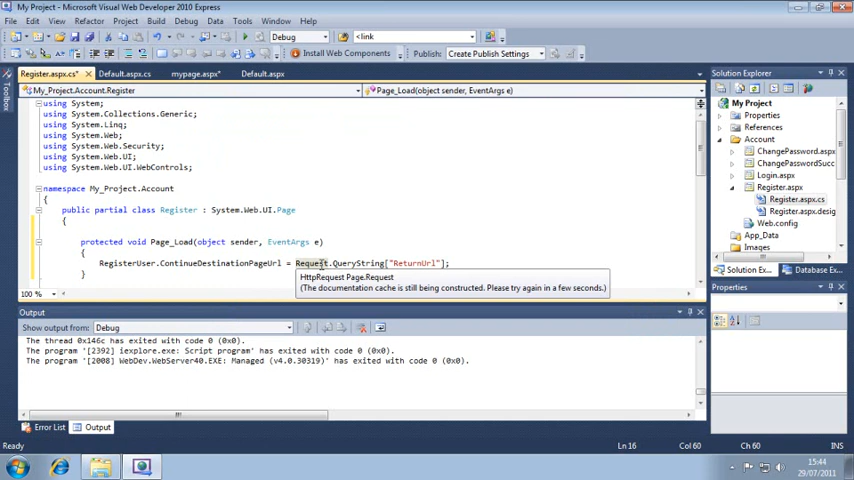 My Project - Microsoft Visual Web Developer 2010 Express
File Edit View Refactor Project Build Debug Data Tools Window Help
Debug <link
Install Web Components Publish: Create Publish Settings
Register.aspx.cs* Default.aspx.cs mypage.aspx* Default.aspx
My_Project.Account.Register Page_Load(object sender, EventArgs e)
Toolbox
using System;
using System.Collections.Generic;
using System.Linq;
using System.Web;
using System.Web.Security;
using System.Web.UI;
using System.Web.UI.WebControls;
namespace My_Project.Account
{
public partial class Register : System.Web.UI.Page
{
protected void Page_Load(object sender, EventArgs e)
{
RegisterUser.ContinueDestinationPageUrl = Request.QueryString["ReturnUrl"];
}
HttpRequest Page.Request
(The documentation cache is still being constructed. Please try again in a few seconds.)
100 %
Output
Show output from: Debug
The thread 0x146c has exited with code 0 (0x0).
The program '[2392] iexplore.exe: Script program' has exited with code 0 (0x0).
The program '[2008] WebDev.WebServer40.EXE: Managed (v4.0.30319)' has exited with code 0 (0x0).
Error List Output
Solution Explorer
My Project
Properties
References
Account
ChangePassword.aspx
ChangePasswordSucc
Login.aspx
Register.aspx
Register.aspx.cs
Register.aspx.desig
Web.config
App_Data
Images
Solution Ex... Database Ex...
Properties
Ready Ln 16 Col 60 Ch 60 INS
15:44
29/07/2011